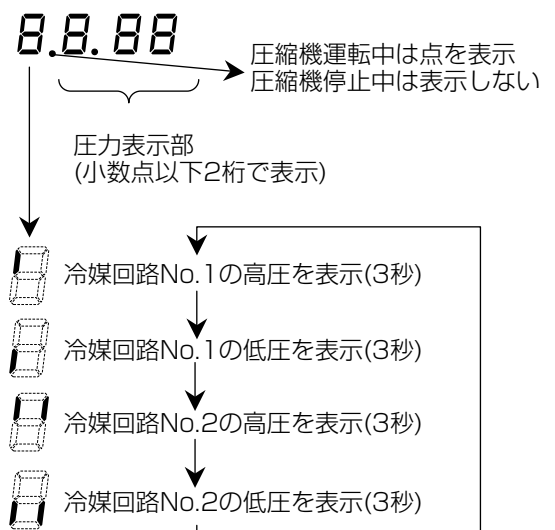 8.8.88
圧縮機運転中は点を表示
圧縮機停止中は表示しない
圧力表示部
(小数点以下2桁で表示)
冷媒回路No.1の高圧を表示(3秒)
冷媒回路No.1の低圧を表示(3秒)
冷媒回路No.2の高圧を表示(3秒)
冷媒回路No.2の低圧を表示(3秒)